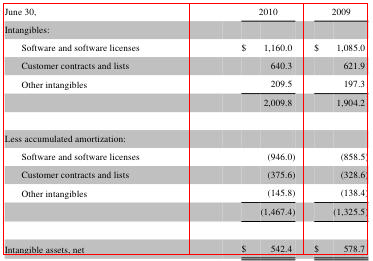 June 30, 2010 2009
Intangibles:
Software and software licenses $ 1,160.0 $ 1,085.0
Customer contracts and lists 640.3 621.9
Other intangibles 209.5 197.3
2,009.8 1,904.2
Less accumulated amortization:
Software and software licenses (946.0) (858.5)
Customer contracts and lists (375.6) (328.6)
Other intangibles (145.8) (138.4)
(1,467.4) (1,325.5)
Intangible assets, net $ 542.4 $ 578.7